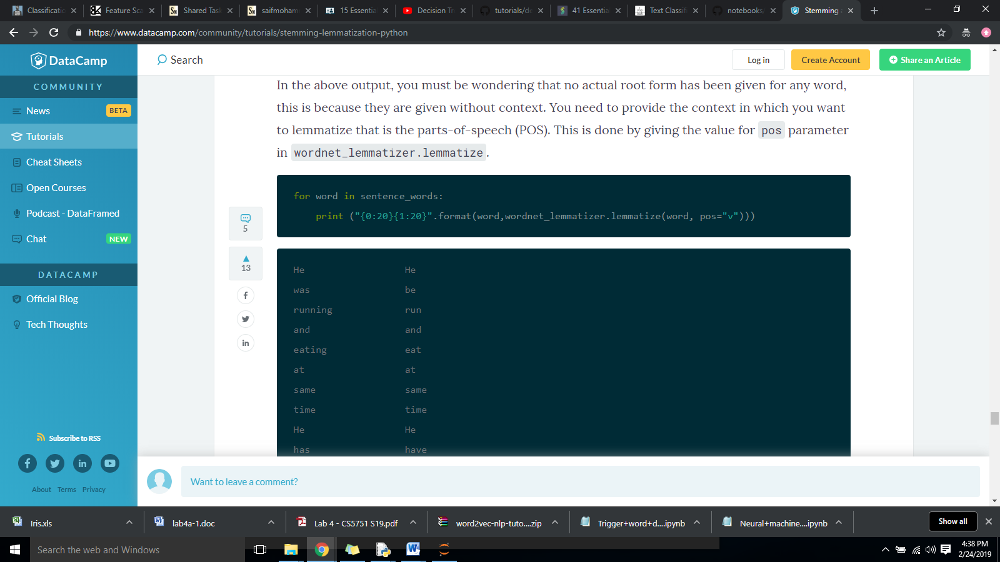 Classificatio
Feature Sca
Shared Task
saifmoham
15 Essentia
Decision Tr
tutorials/de
41 Essentia
Text Classifi
notebooks/
Stemming a
https://www.datacamp.com/community/tutorials/stemming-lemmatization-python
DataCamp
Search
Log in
Create Account
Share an Article
COMMUNITY
News BETA
Tutorials
Cheat Sheets
Open Courses
Podcast - DataFramed
Chat NEW
DATACAMP
Official Blog
Tech Thoughts
Subscribe to RSS
About Terms Privacy
In the above output, you must be wondering that no actual root form has been given for any word,
this is because they are given without context. You need to provide the context in which you want
to lemmatize that is the parts-of-speech (POS). This is done by giving the value for pos parameter
in wordnet_lemmatizer.lemmatize.
for word in sentence_words:
print ("{0:20}{1:20}".format(word,wordnet_lemmatizer.lemmatize(word, pos="v")))
5
13
He He
was be
running run
and and
eating eat
at at
same same
time time
He He
has have
Want to leave a comment?
Iris.xls
lab4a-1.doc
Lab 4 - CS5751 S19.pdf
word2vec-nlp-tuto....zip
Trigger+word+d....ipynb
Neural+machine....ipynb
Show all
Search the web and Windows
4:38 PM
2/24/2019